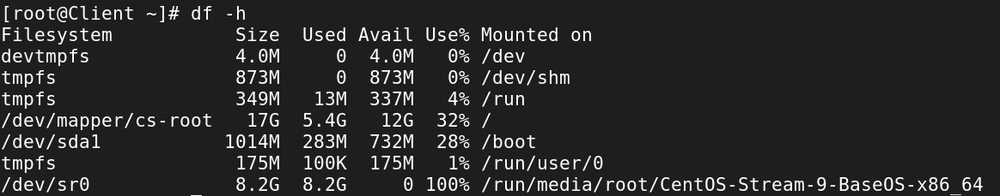 [root@Client ~]# df -h
Filesystem           Size  Used Avail Use% Mounted on
devtmpfs             4.0M     0  4.0M   0% /dev
tmpfs                873M     0  873M   0% /dev/shm
tmpfs                349M   13M  337M   4% /run
/dev/mapper/cs-root   17G  5.4G   12G  32% /
/dev/sda1           1014M  283M  732M  28% /boot
tmpfs                175M  100K  175M   1% /run/user/0
/dev/sr0             8.2G  8.2G     0 100% /run/media/root/CentOS-Stream-9-BaseOS-x86_64